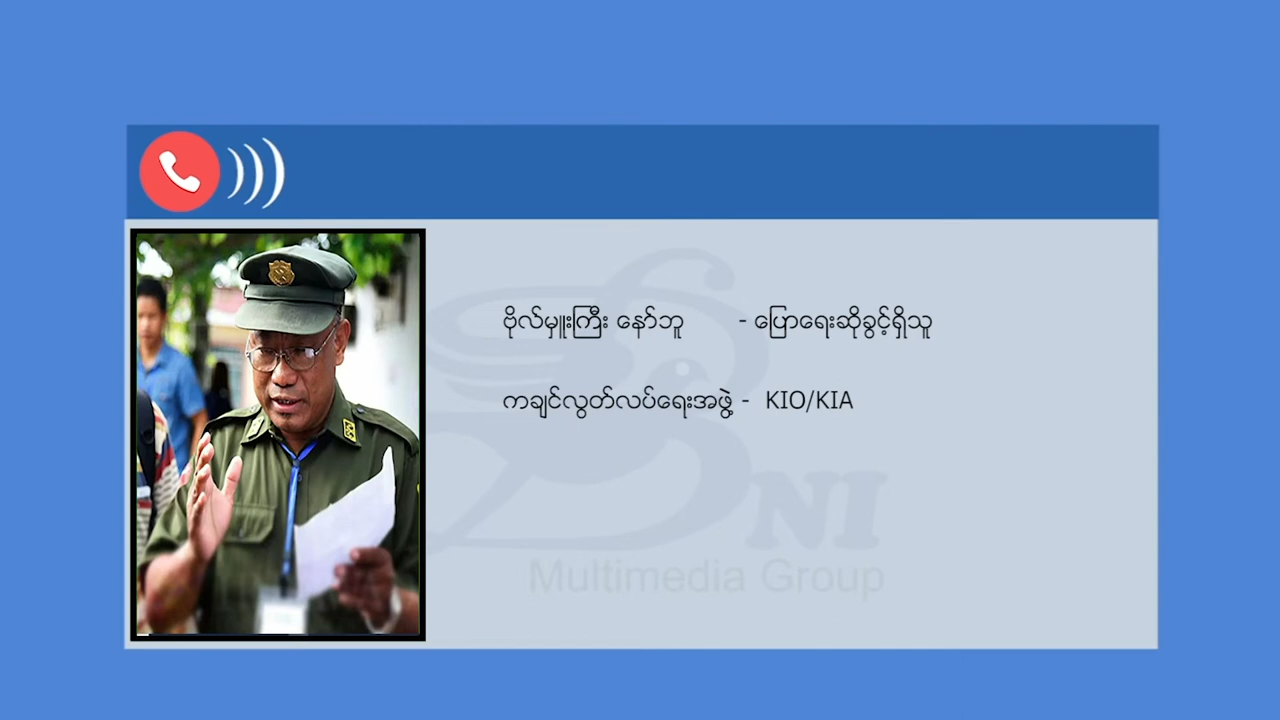 ဗိုလ်မှူးကြီး နော်ဘူ - ပြောရေးဆိုခွင့်ရှိသူ
ကချင်လွတ်လပ်ရေးအဖွဲ့ - KIO/KIA
NI
Multimedia Group